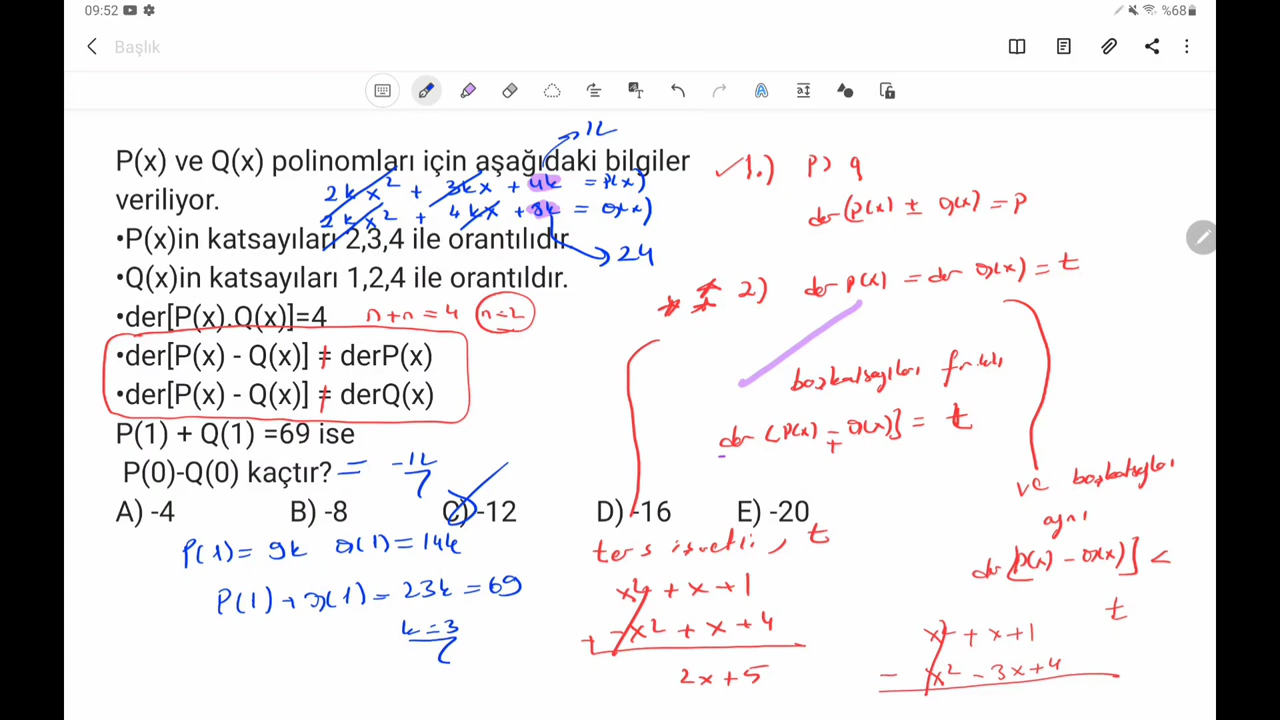 09:52
%68
Başlık
12
P(x) ve Q(x) polinomları için aşağıdaki bilgiler
veriliyor.
2kx² + 3kx + 4k = P(x)
2kx² + 4kx + 8k = Q(x)
•P(x)in katsayıları 2,3,4 ile orantılıdır.
24
•Q(x)in katsayıları 1,2,4 ile orantıldır.
•der[P(x).Q(x)]=4 n+n=4 n=2
•der[P(x) - Q(x)] ≠ derP(x)
•der[P(x) - Q(x)] ≠ derQ(x)
P(1) + Q(1) =69 ise
P(0)-Q(0) kaçtır? = -12
A) -4 B) -8 C) -12 D) -16 E) -20
P(1)= 9k Q(1)=14k
P(1)+Q(1)=23k=69
k=3
1.) p> q
der(p(x) ± Q(x)=P
2) der p(x) = der Q(x)=t
başkatsayıları farklı
der (P(x) ∓ Q(x)] = t
ve başkatsayıları
aynı
der[p(x) - Q(x)] <
t
ters işaretli, t
x² + x + 1
+ -x² + x + 4
2x + 5
x² + x + 1
- x² - 3x + 4